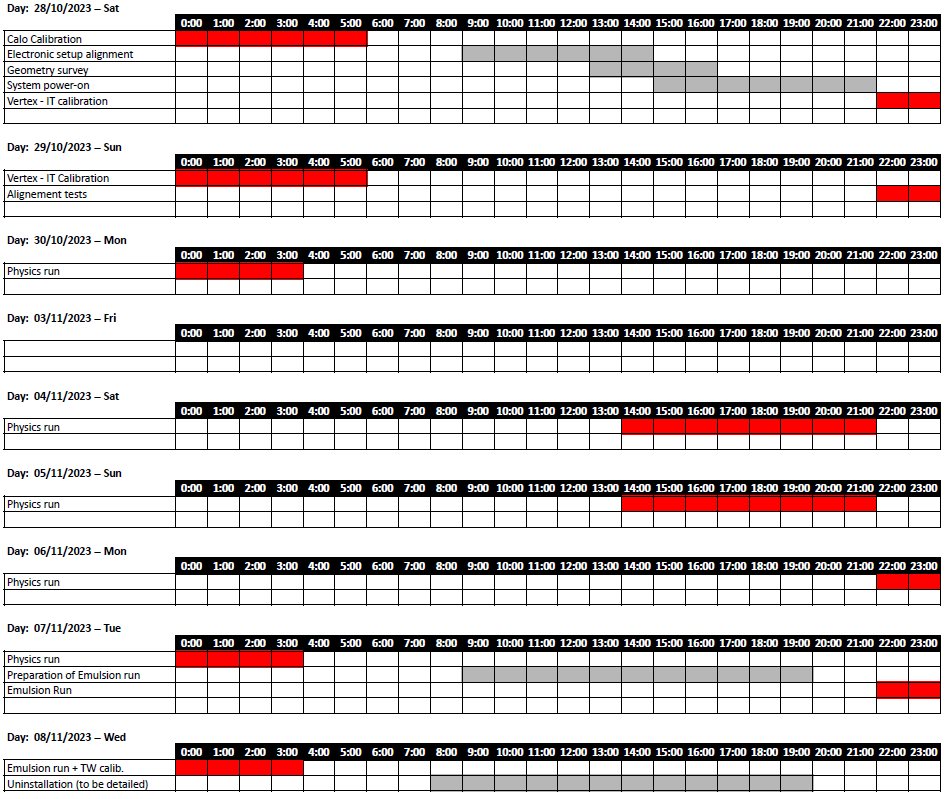 Day: 28/10/2023 – Sat
0:00 1:00 2:00 3:00 4:00 5:00 6:00 7:00 8:00 9:00 10:00 11:00 12:00 13:00 14:00 15:00 16:00 17:00 18:00 19:00 20:00 21:00 22:00 23:00
Calo Calibration
Electronic setup alignment
Geometry survey
System power-on
Vertex - IT calibration
Day: 29/10/2023 – Sun
0:00 1:00 2:00 3:00 4:00 5:00 6:00 7:00 8:00 9:00 10:00 11:00 12:00 13:00 14:00 15:00 16:00 17:00 18:00 19:00 20:00 21:00 22:00 23:00
Vertex - IT Calibration
Alignement tests
Day: 30/10/2023 – Mon
0:00 1:00 2:00 3:00 4:00 5:00 6:00 7:00 8:00 9:00 10:00 11:00 12:00 13:00 14:00 15:00 16:00 17:00 18:00 19:00 20:00 21:00 22:00 23:00
Physics run
Day: 03/11/2023 – Fri
0:00 1:00 2:00 3:00 4:00 5:00 6:00 7:00 8:00 9:00 10:00 11:00 12:00 13:00 14:00 15:00 16:00 17:00 18:00 19:00 20:00 21:00 22:00 23:00
Day: 04/11/2023 – Sat
0:00 1:00 2:00 3:00 4:00 5:00 6:00 7:00 8:00 9:00 10:00 11:00 12:00 13:00 14:00 15:00 16:00 17:00 18:00 19:00 20:00 21:00 22:00 23:00
Physics run
Day: 05/11/2023 – Sun
0:00 1:00 2:00 3:00 4:00 5:00 6:00 7:00 8:00 9:00 10:00 11:00 12:00 13:00 14:00 15:00 16:00 17:00 18:00 19:00 20:00 21:00 22:00 23:00
Physics run
Day: 06/11/2023 – Mon
0:00 1:00 2:00 3:00 4:00 5:00 6:00 7:00 8:00 9:00 10:00 11:00 12:00 13:00 14:00 15:00 16:00 17:00 18:00 19:00 20:00 21:00 22:00 23:00
Physics run
Day: 07/11/2023 – Tue
0:00 1:00 2:00 3:00 4:00 5:00 6:00 7:00 8:00 9:00 10:00 11:00 12:00 13:00 14:00 15:00 16:00 17:00 18:00 19:00 20:00 21:00 22:00 23:00
Physics run
Preparation of Emulsion run
Emulsion Run
Day: 08/11/2023 – Wed
0:00 1:00 2:00 3:00 4:00 5:00 6:00 7:00 8:00 9:00 10:00 11:00 12:00 13:00 14:00 15:00 16:00 17:00 18:00 19:00 20:00 21:00 22:00 23:00
Emulsion run + TW calib.
Uninstallation (to be detailed)